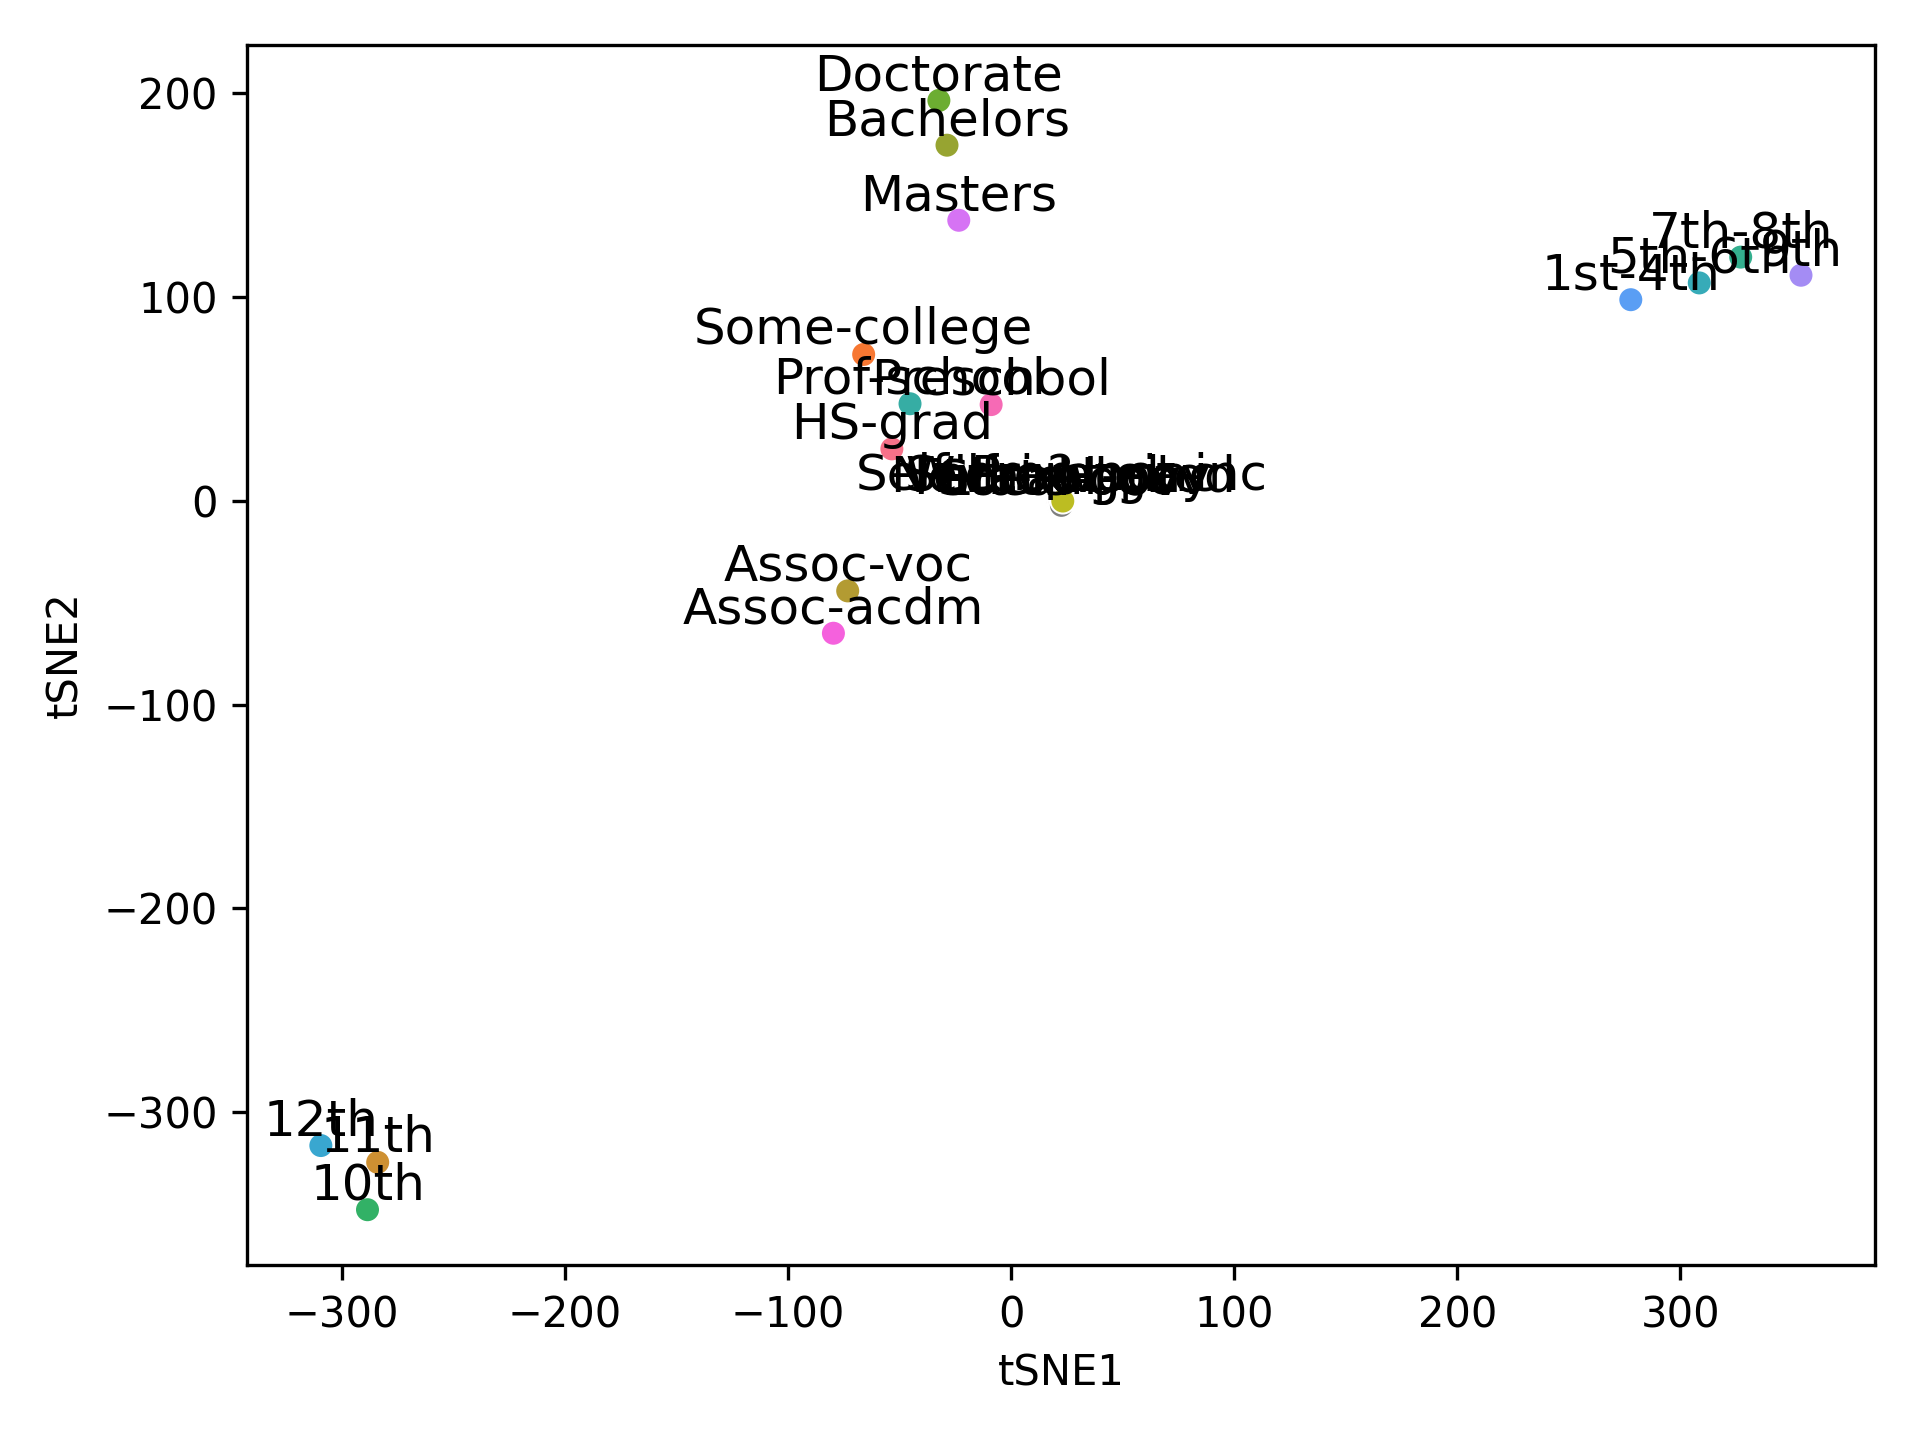 Doctorate
Bachelors
Masters
7th-8th
5th-6th
9th
1st-4th
Some-college
Prof-school
Preschool
HS-grad
Assoc-voc
Assoc-acdm
12th
11th
10th
200
100
0
−100
−200
−300
tSNE2
−300
−200
−100
0
100
200
300
tSNE1